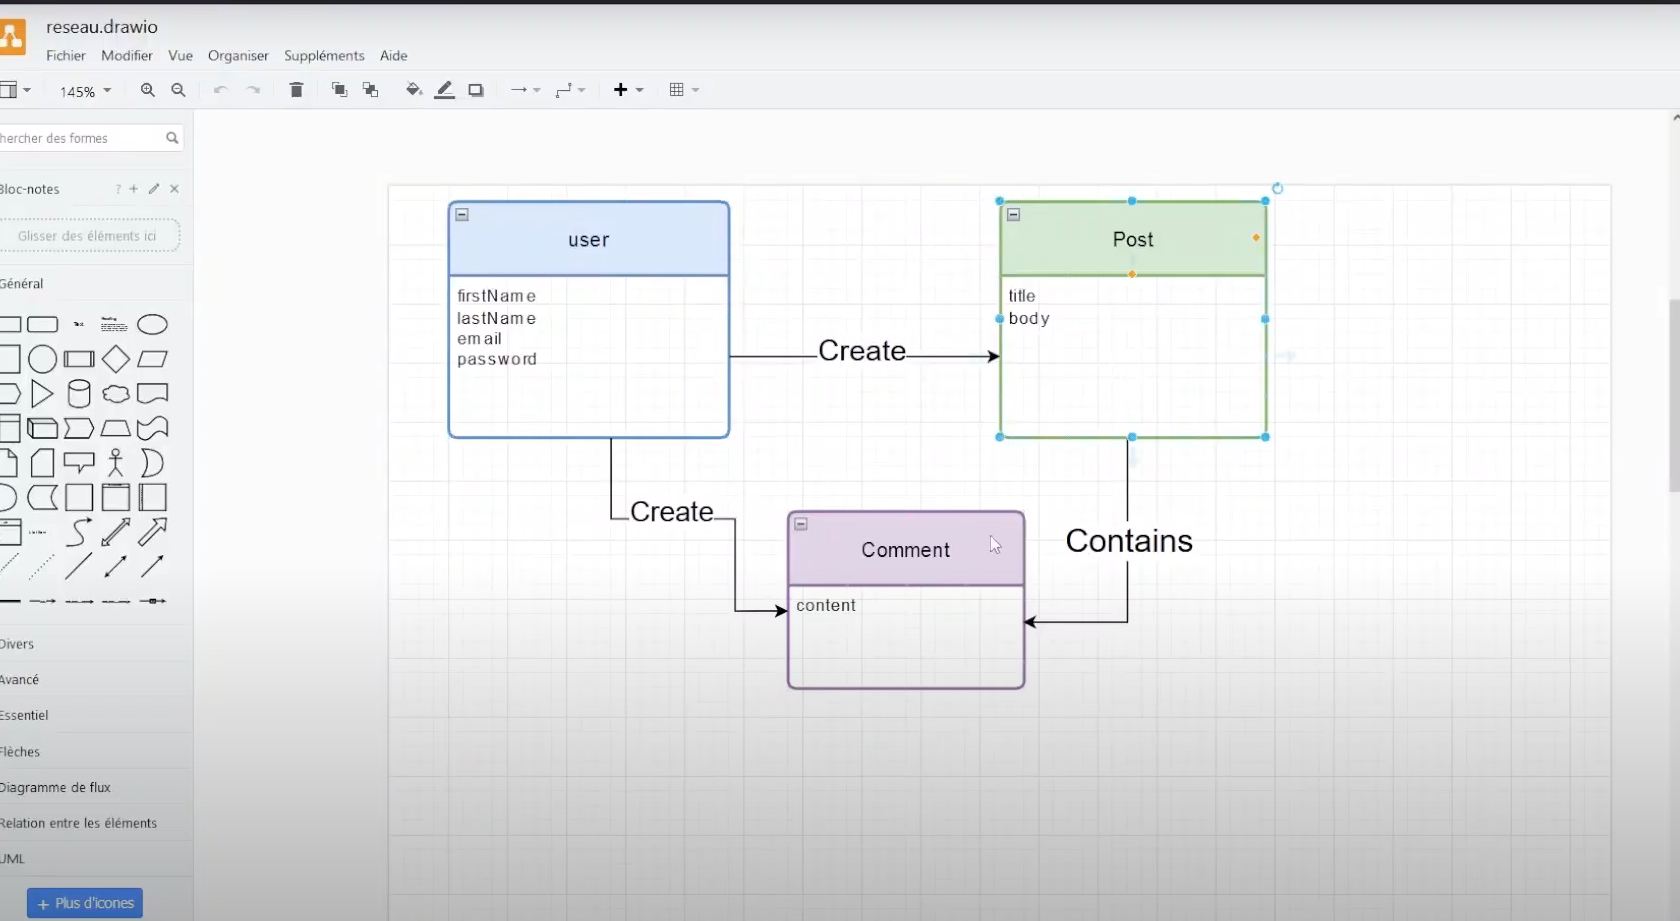 reseau.drawio
Fichier Modifier Vue Organiser Suppléments Aide
145%
hercher des formes
Bloc-notes ?
Glisser des éléments ici
Général
Text
Heading
Divers
Avancé
Essentiel
Flèches
Diagramme de flux
Relation entre les éléments
UML
+ Plus d'icones
user
firstName
lastName
email
password
Create
Post
title
body
Create
Comment
content
Contains